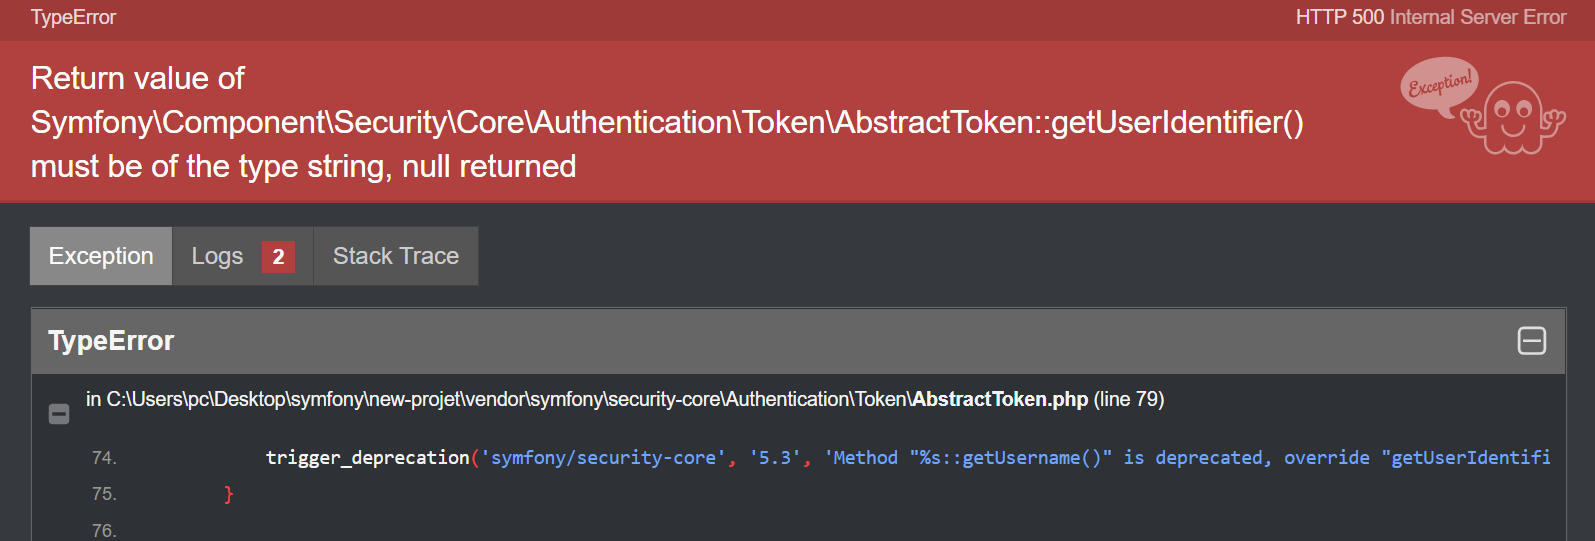 TypeError
HTTP 500 Internal Server Error
Return value of
Exception!
Symfony\Component\Security\Core\Authentication\Token\AbstractToken::getUserIdentifier()
must be of the type string, null returned
Exception
Logs 2
Stack Trace
TypeError
in C:\Users\pc\Desktop\symfony\new-projet\vendor\symfony\security-core\Authentication\Token\AbstractToken.php (line 79)
74. trigger_deprecation('symfony/security-core', '5.3', 'Method "%s::getUsername()" is deprecated, override "getUserIdentifi
75. }
76.